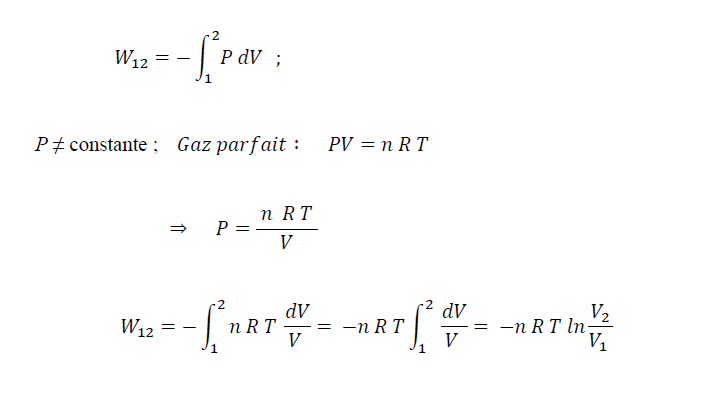 W₁₂ = − ∫₁² P dV ;
P ≠ constante ; Gaz parfait : PV = n R T
⇒ P = n R T / V
W₁₂ = − ∫₁² n R T dV / V = −n R T ∫₁² dV / V = −n R T ln V₂ / V₁